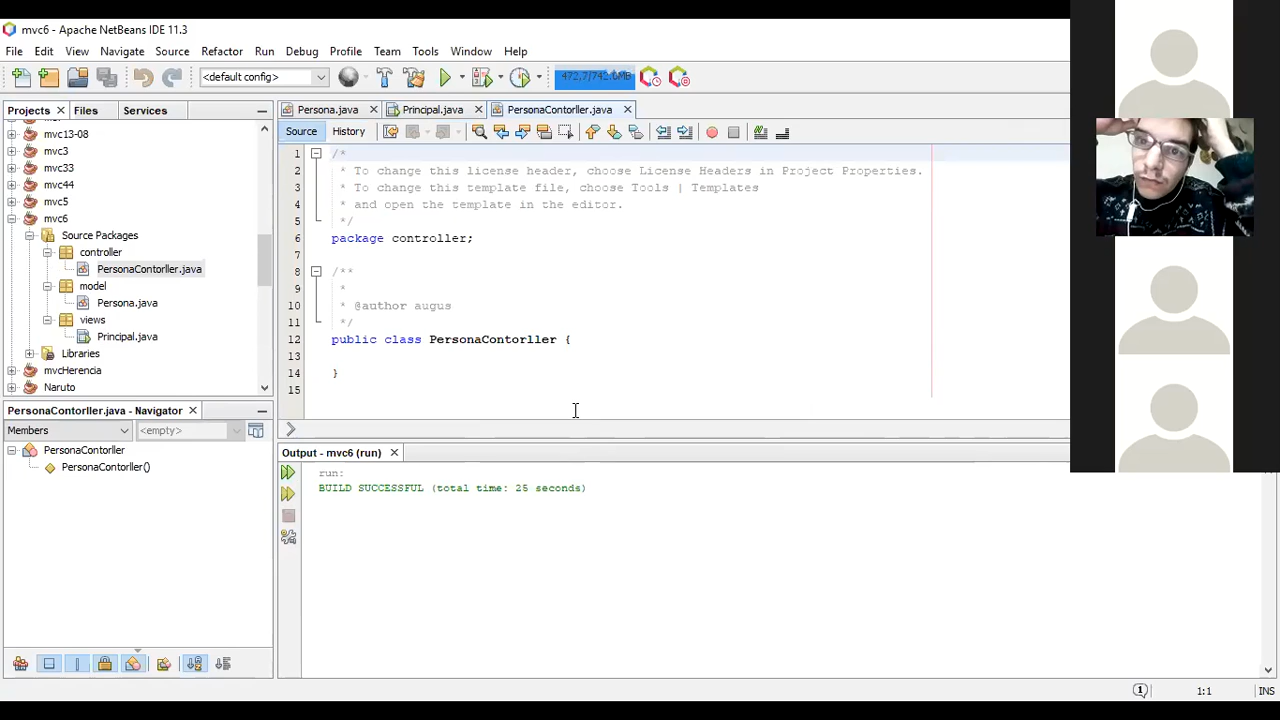 mvc6 - Apache NetBeans IDE 11.3
File Edit View Navigate Source Refactor Run Debug Profile Team Tools Window Help
<default config>
472,7/742,0MB
Projects Files Services
mvc13-08
mvc3
mvc33
mvc44
mvc5
mvc6
Source Packages
controller
PersonaContorller.java
model
Persona.java
views
Principal.java
Libraries
mvcHerencia
Naruto
PersonaContorller.java - Navigator
Members
<empty>
PersonaContorller
PersonaContorller()
Persona.java Principal.java PersonaContorller.java
Source History
1 /*
2 * To change this license header, choose License Headers in Project Properties.
3 * To change this template file, choose Tools | Templates
4 * and open the template in the editor.
5 */
6 package controller;
7
8 /**
9 *
10 * @author augus
11 */
12 public class PersonaContorller {
13
14 }
15
Output - mvc6 (run)
run:
BUILD SUCCESSFUL (total time: 25 seconds)
1 1:1 INS